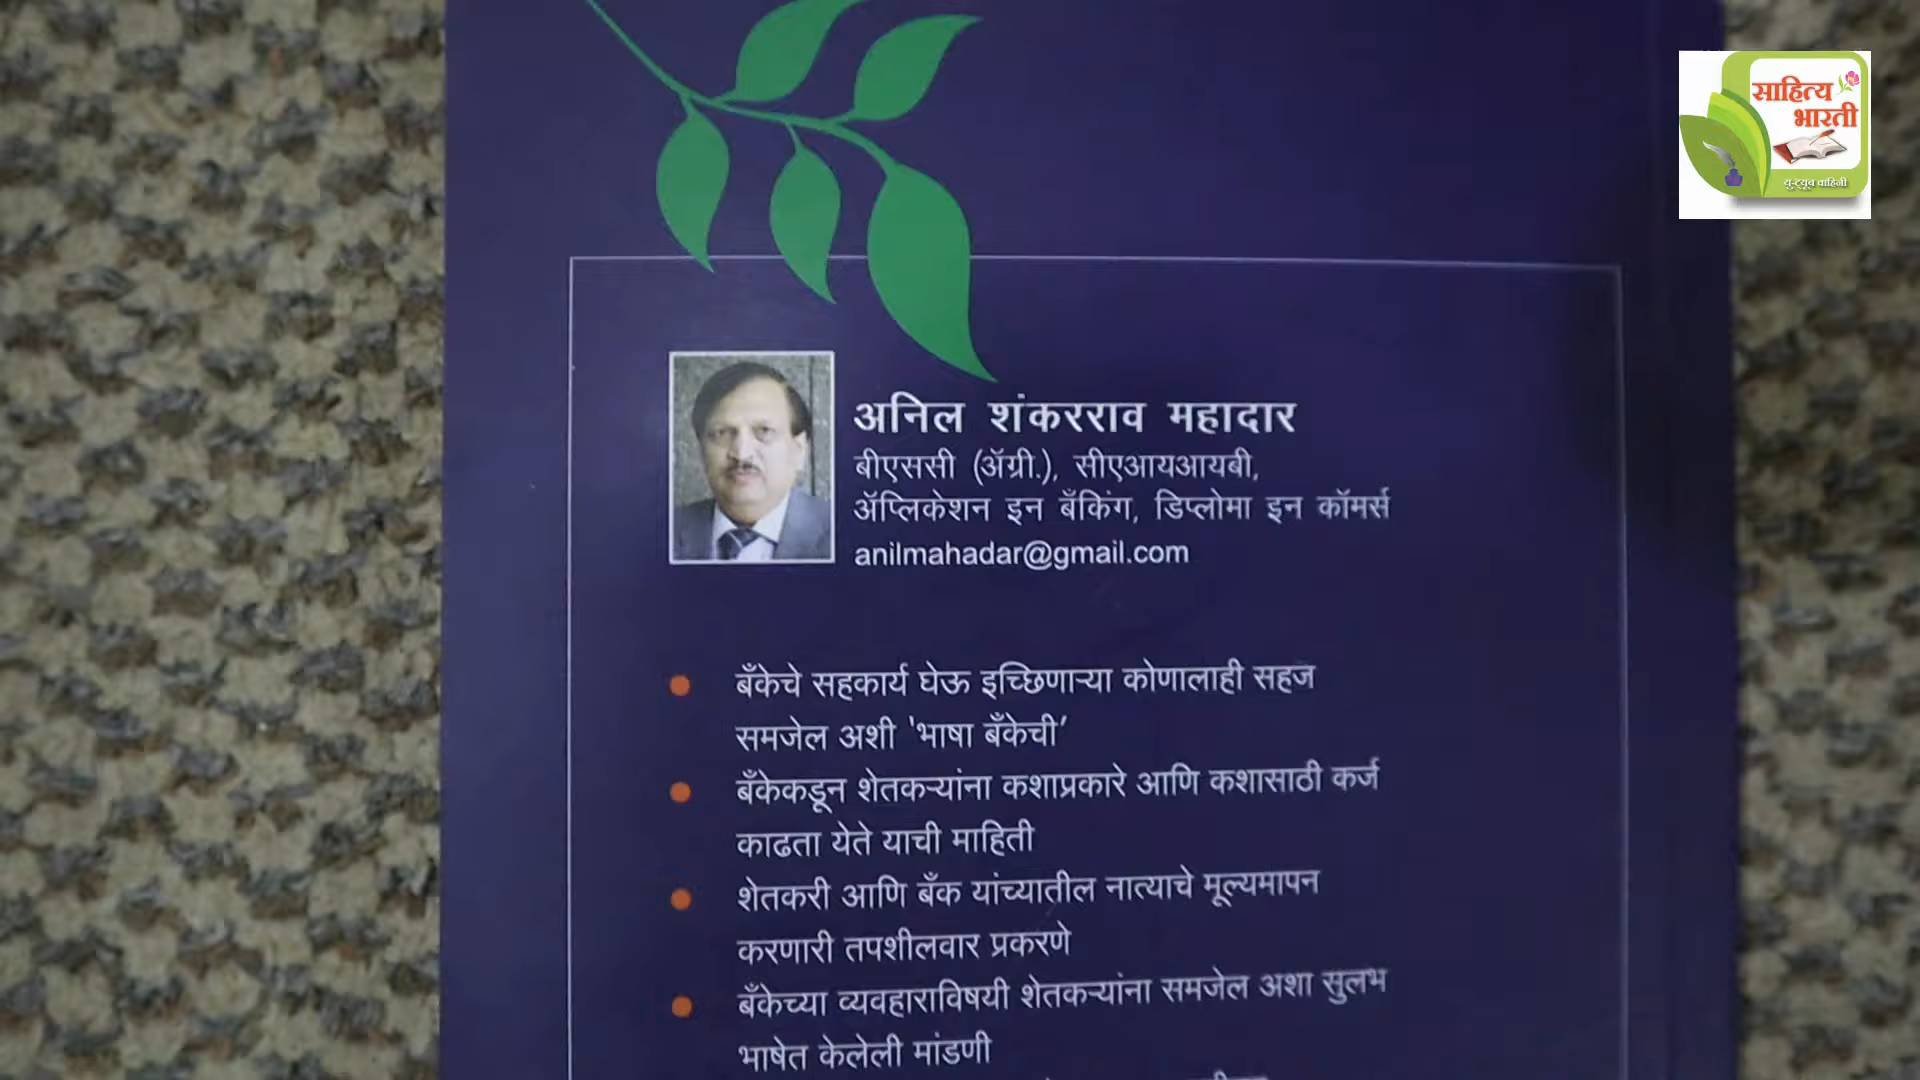 साहित्य
भारती
यु-ट्यूब वाहिनी
अनिल शंकरराव महादार
बीएससी (ॲग्री.), सीएआयआयबी,
ॲप्लिकेशन इन बँकिंग, डिप्लोमा इन कॉमर्स
anilmahadar@gmail.com
बँकेचे सहकार्य घेऊ इच्छिणाऱ्या कोणालाही सहज
समजेल अशी 'भाषा बँकेची'
बँकेकडून शेतकऱ्यांना कशाप्रकारे आणि कशासाठी कर्ज
काढता येते याची माहिती
शेतकरी आणि बँक यांच्यातील नात्याचे मूल्यमापन
करणारी तपशीलवार प्रकरणे
बँकेच्या व्यवहाराविषयी शेतकऱ्यांना समजेल अशा सुलभ
भाषेत केलेली मांडणी